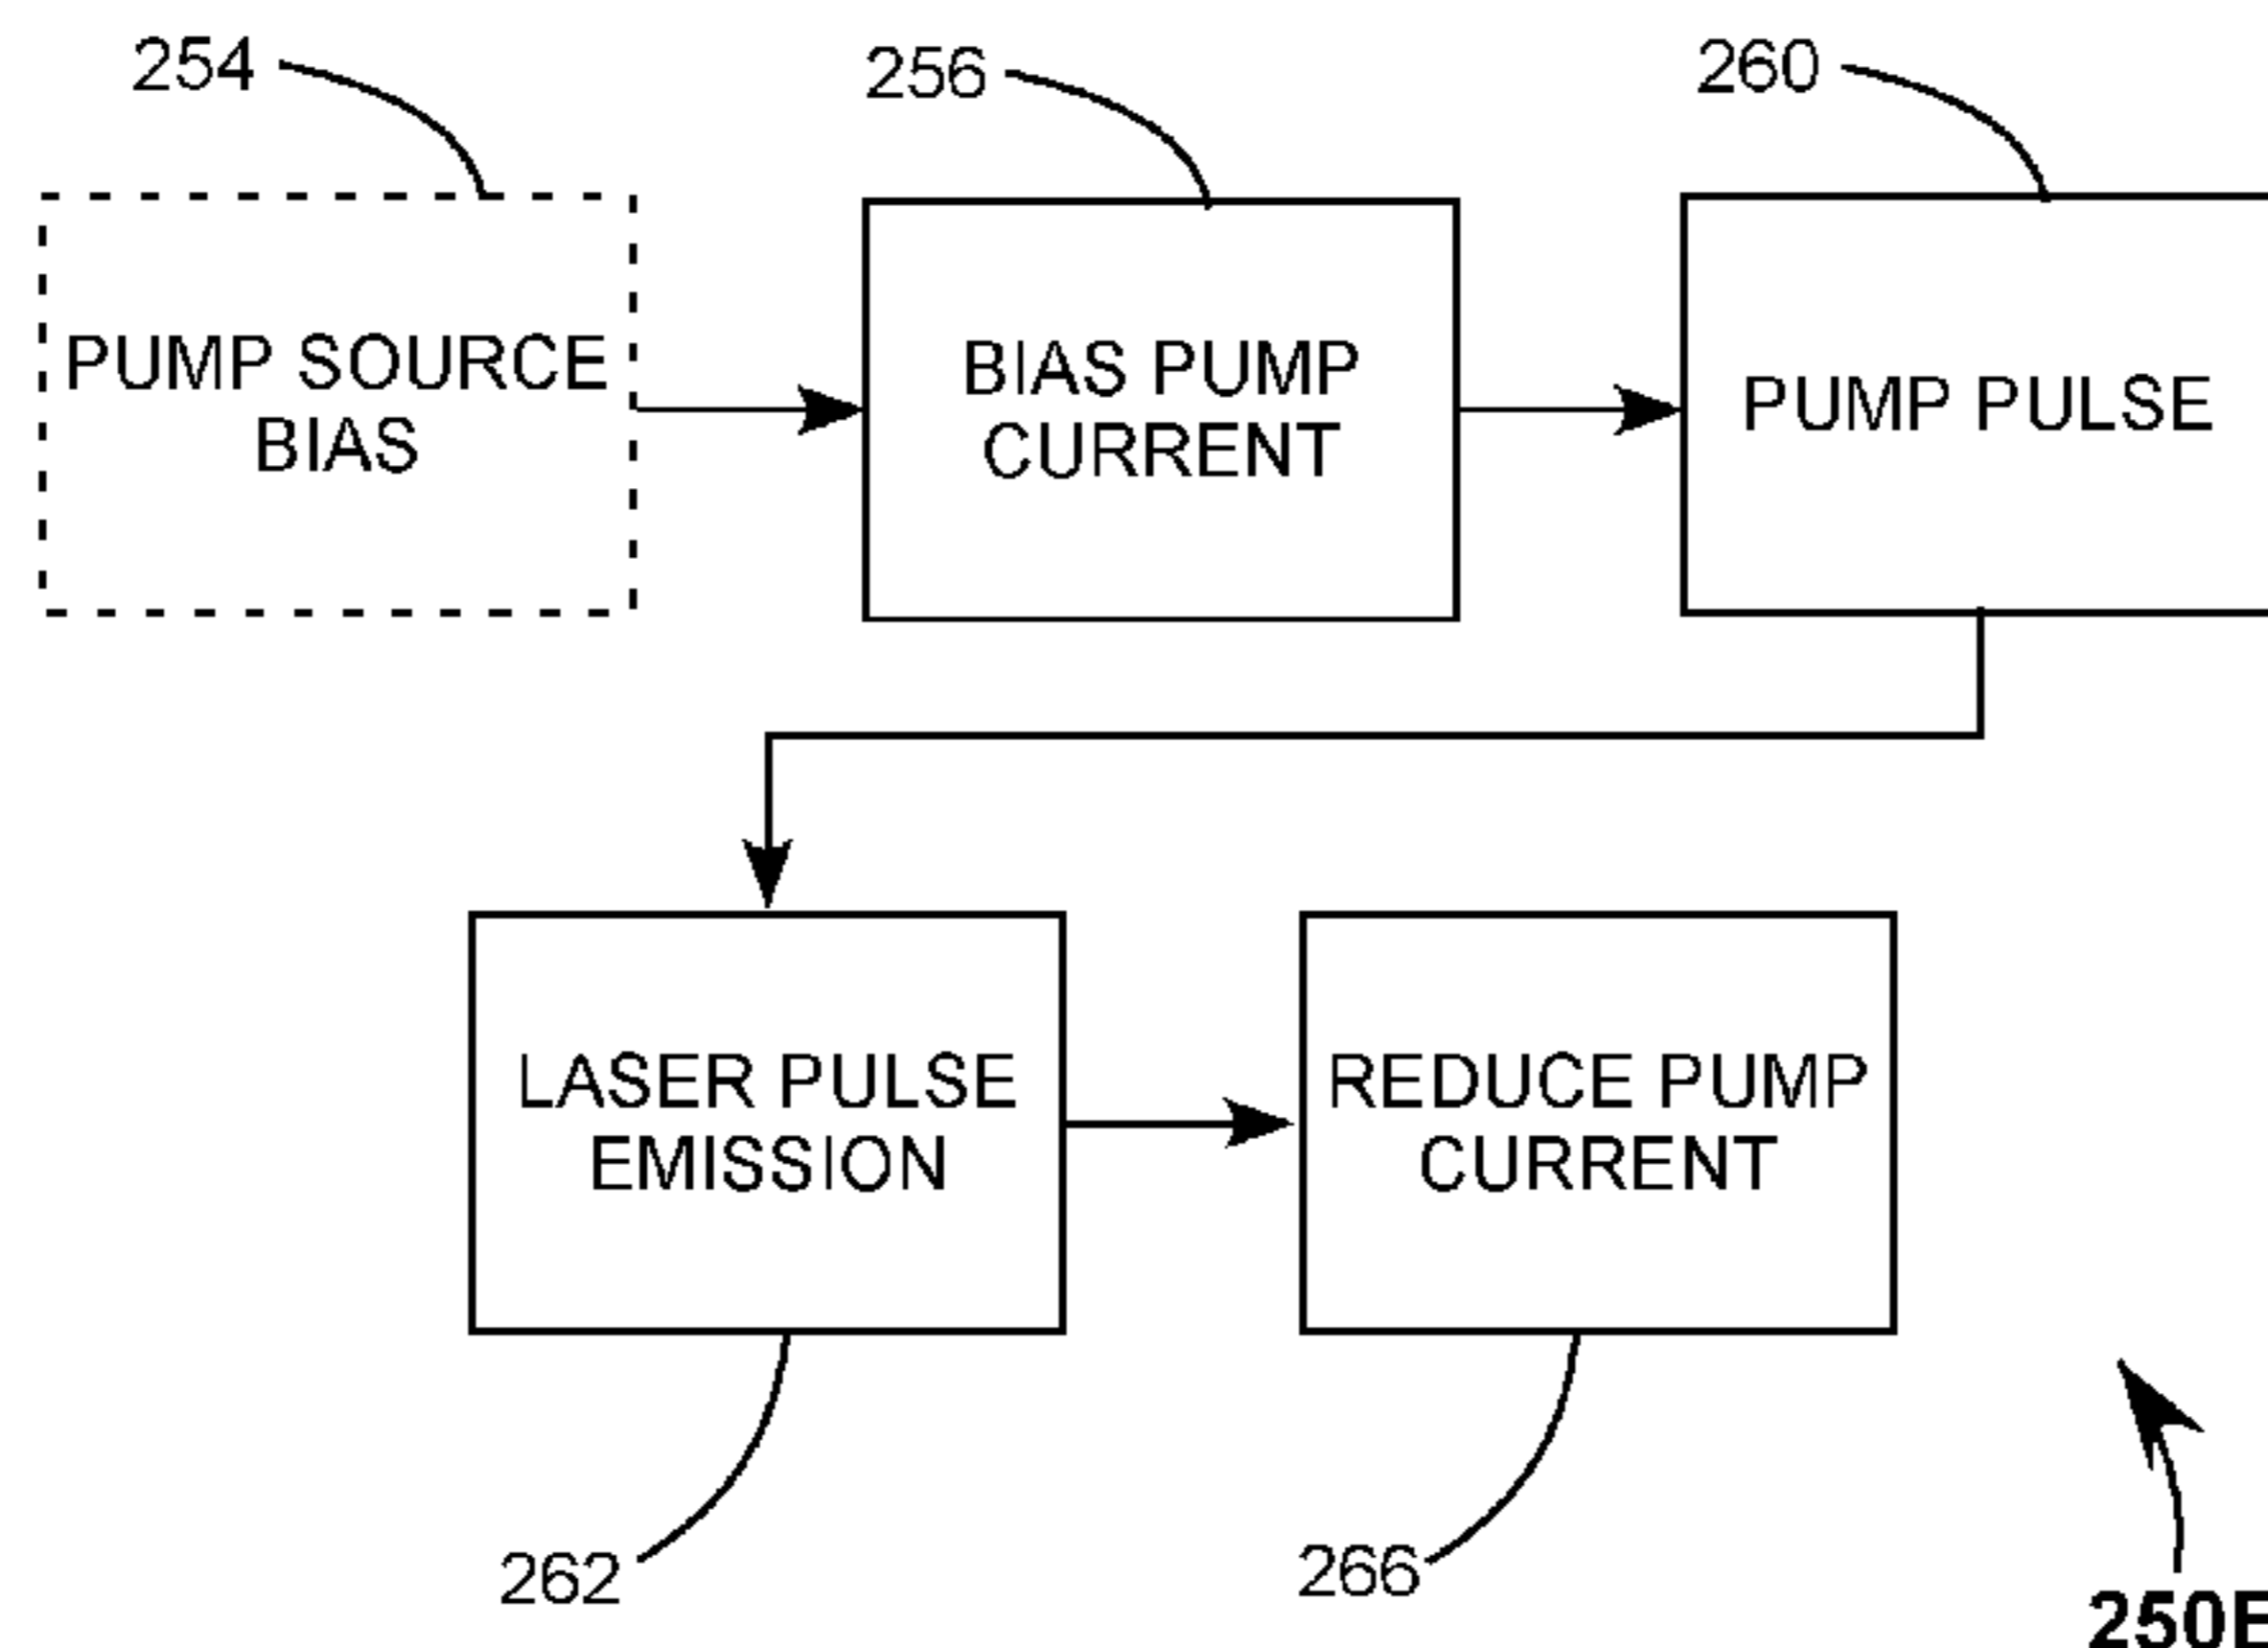 254
256
260
PUMP SOURCE
BIAS
BIAS PUMP
CURRENT
PUMP PULSE
LASER PULSE
EMISSION
REDUCE PUMP
CURRENT
262
266